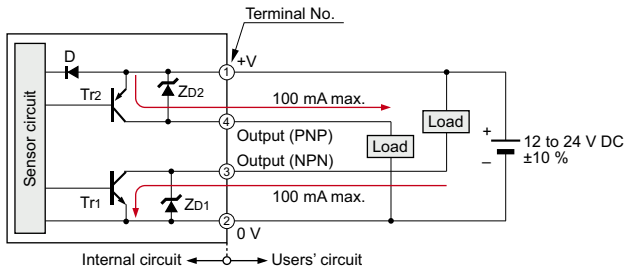 Terminal No.
D
1
+V
Tr2
ZD2
100 mA max.
Sensor circuit
4
Output (PNP)
Load
Load
+
12 to 24 V DC
–
±10 %
Output (NPN)
3
100 mA max.
Tr1
ZD1
2
0 V
Internal circuit
Users' circuit